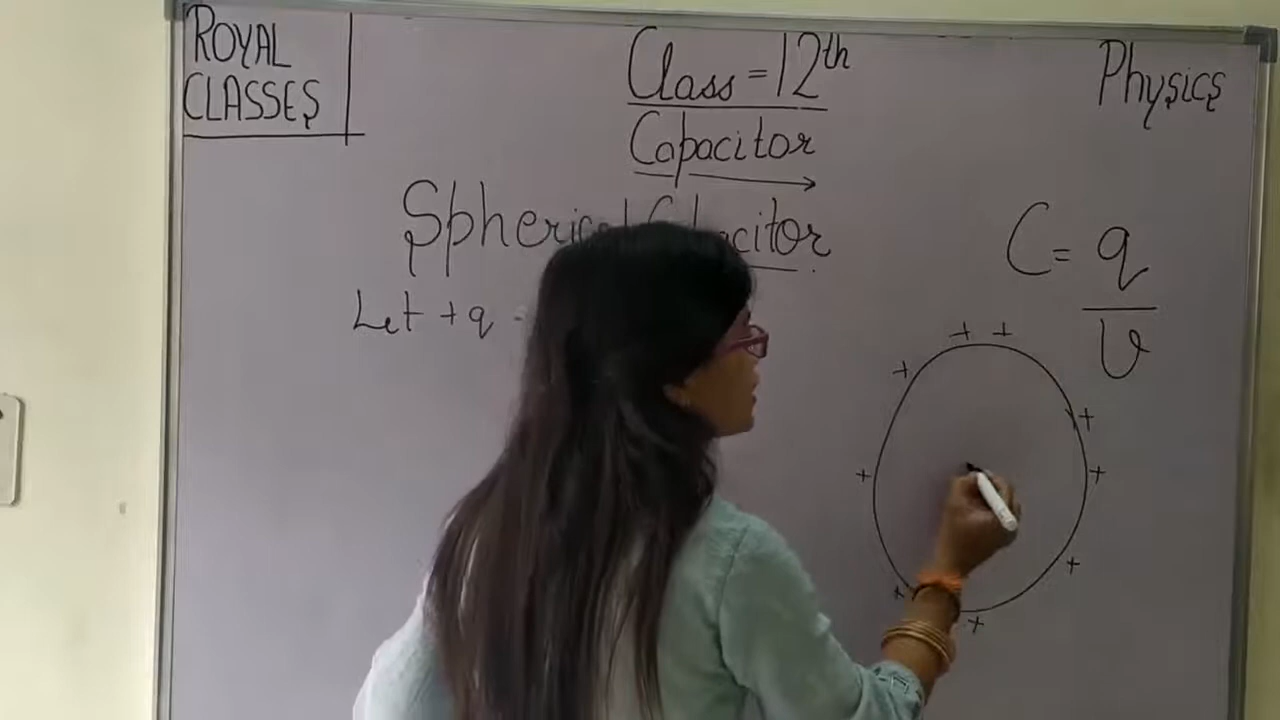 ROYAL
CLASSES
Class = 12th
Capacitor
Physics
Spherical Capacitor
Let + q
C = q
v
+ +
+
+
+
+
+
+
+